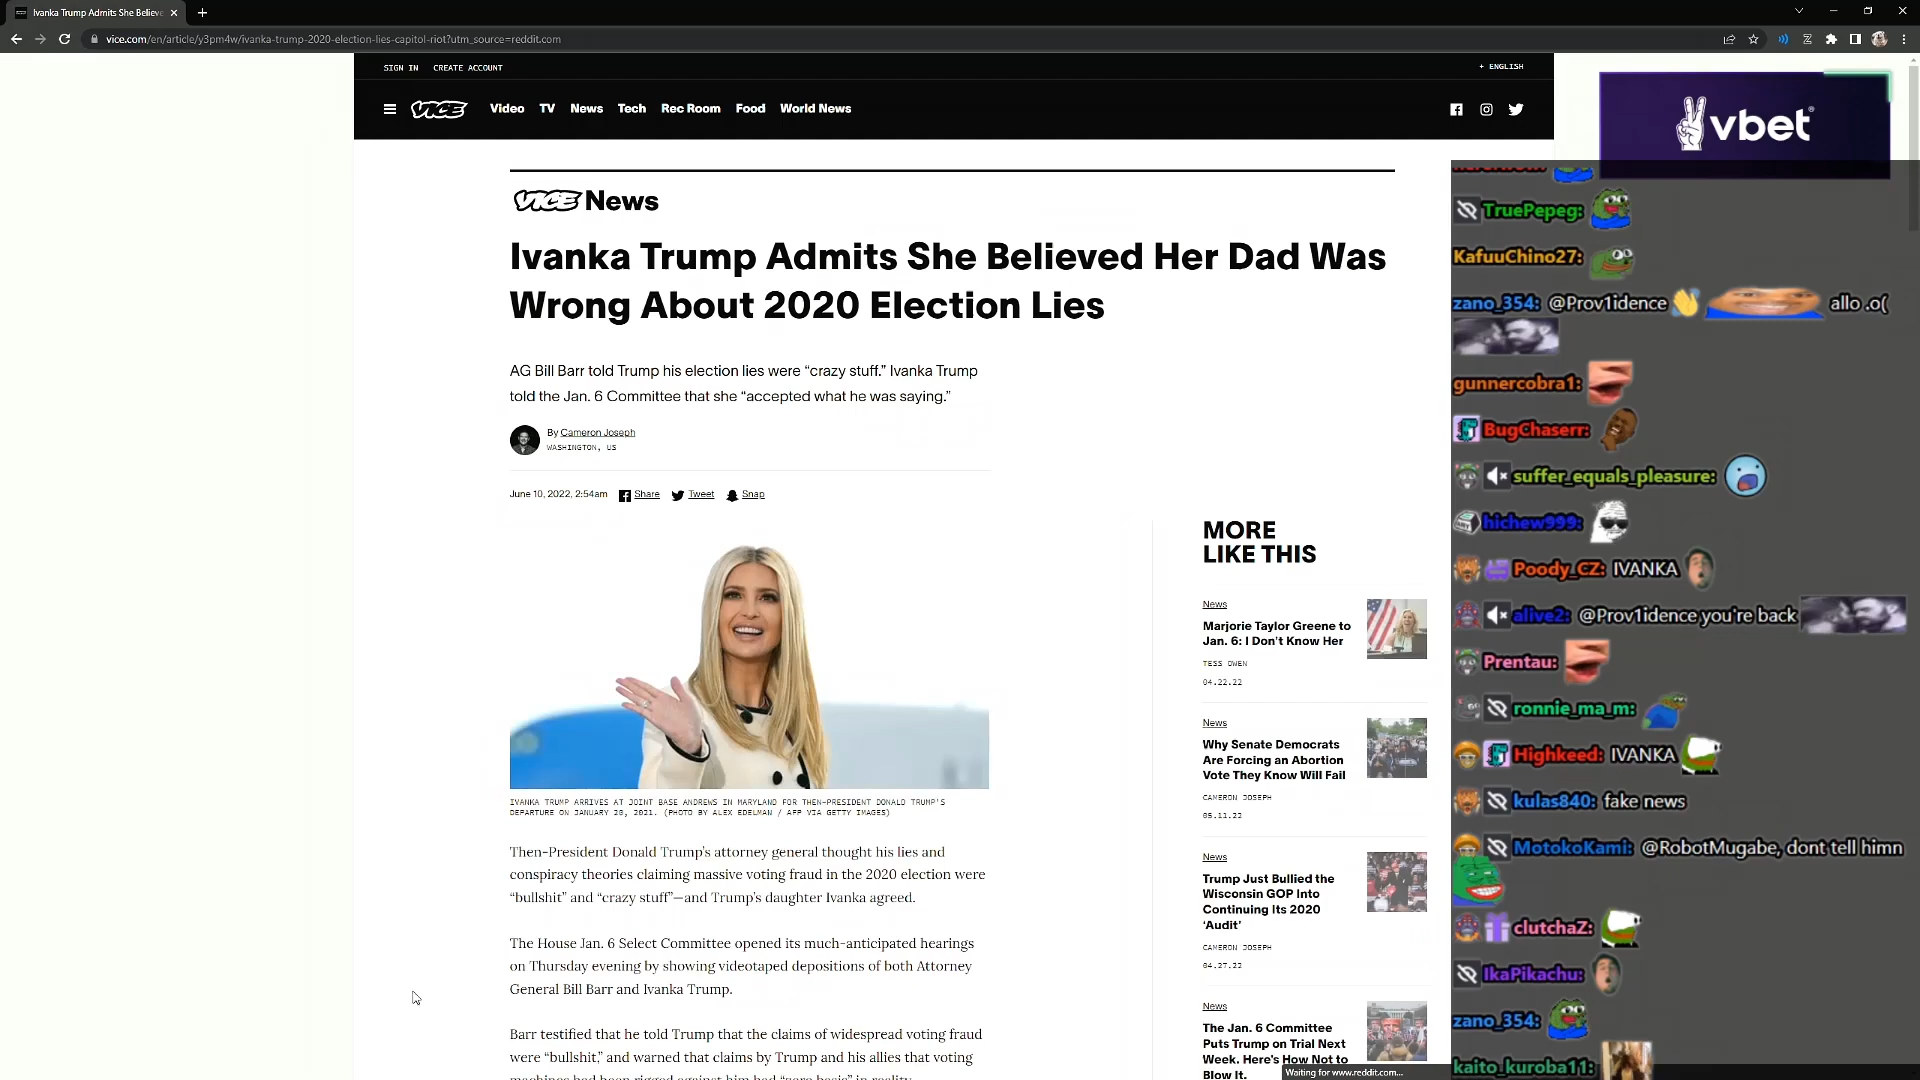 Ivanka Trump Admits She Believe
vice.com/en/article/y3pm4w/ivanka-trump-2020-election-lies-capitol-riot?utm_source=reddit.com
SIGN IN CREATE ACCOUNT
+ ENGLISH
VICE Video TV News Tech Rec Room Food World News
vbet
VICE News
Ivanka Trump Admits She Believed Her Dad Was
Wrong About 2020 Election Lies
AG Bill Barr told Trump his election lies were “crazy stuff.” Ivanka Trump
told the Jan. 6 Committee that she “accepted what he was saying.”
By Cameron Joseph
WASHINGTON, US
June 10, 2022, 2:54am Share Tweet Snap
IVANKA TRUMP ARRIVES AT JOINT BASE ANDREWS IN MARYLAND FOR THEN-PRESIDENT DONALD TRUMP'S
DEPARTURE ON JANUARY 20, 2021. (PHOTO BY ALEX EDELMAN / AFP VIA GETTY IMAGES)
Then-President Donald Trump’s attorney general thought his lies and
conspiracy theories claiming massive voting fraud in the 2020 election were
“bullshit” and “crazy stuff”—and Trump’s daughter Ivanka agreed.
The House Jan. 6 Select Committee opened its much-anticipated hearings
on Thursday evening by showing videotaped depositions of both Attorney
General Bill Barr and Ivanka Trump.
Barr testified that he told Trump that the claims of widespread voting fraud
were “bullshit,” and warned that claims by Trump and his allies that voting
machines had been rigged against him had “zero basis” in reality.
MORE
LIKE THIS
News
Marjorie Taylor Greene to
Jan. 6: I Don't Know Her
TESS OWEN
04.22.22
News
Why Senate Democrats
Are Forcing an Abortion
Vote They Know Will Fail
CAMERON JOSEPH
05.11.22
News
Trump Just Bullied the
Wisconsin GOP Into
Continuing Its 2020
‘Audit’
CAMERON JOSEPH
04.27.22
News
The Jan. 6 Committee
Puts Trump on Trial Next
Week. Here's How Not to
Blow It.
Waiting for www.reddit.com...
TruePepeg:
KafuuChino27:
zano_354: @Prov1idence allo .o(
gunnercobra1:
BugChaserr:
suffer_equals_pleasure:
hichew999:
Poody_CZ: IVANKA
alive2: @Prov1idence you're back
Prentau:
ronnie_ma_m:
Highkeed: IVANKA
kulas840: fake news
MotokoKami: @RobotMugabe, dont tell himn
clutchaZ:
IkaPikachu:
zano_354:
kaito_kuroba11: